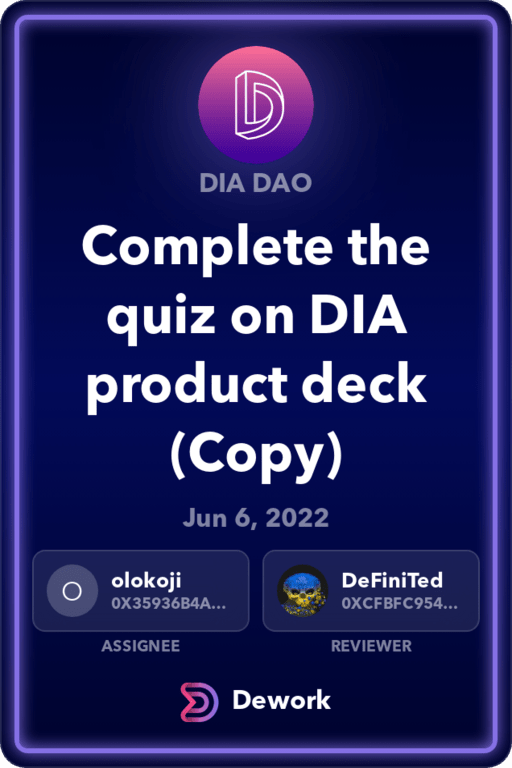 DIA DAO
Complete the
quiz on DIA
product deck
(Copy)
Jun 6, 2022
O
olokoji
0X35936B4A...
ASSIGNEE
DeFiniTed
0XCFBFC954...
REVIEWER
Dework